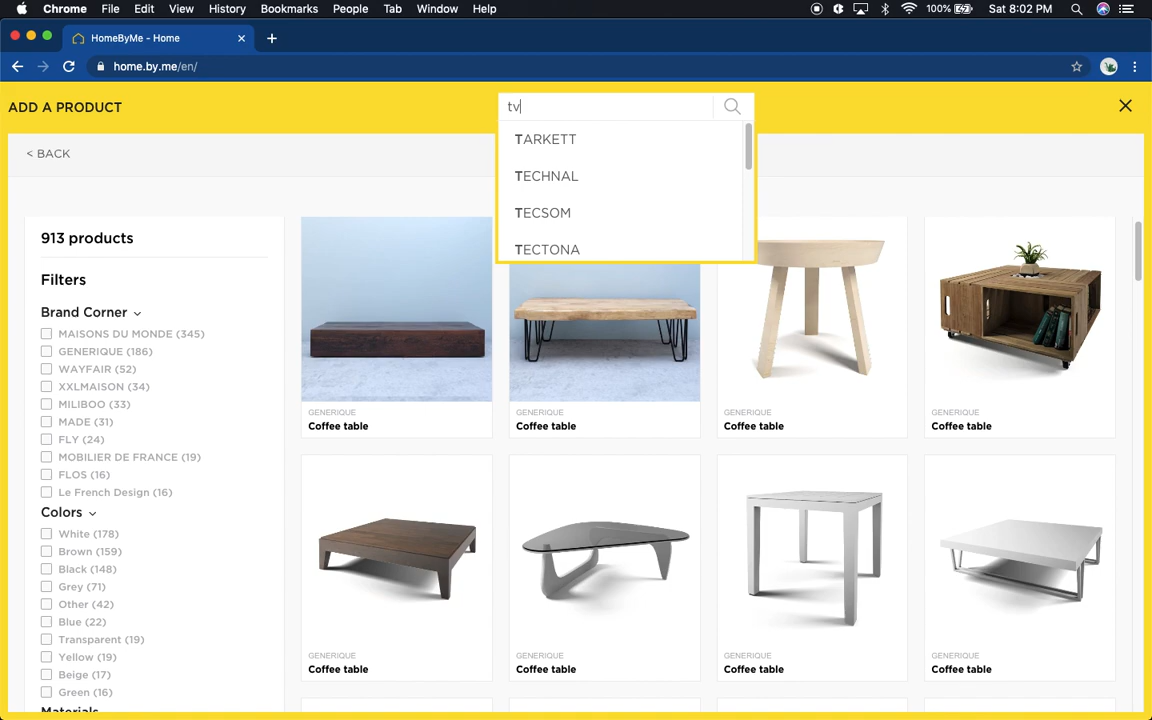 Chrome File Edit View History Bookmarks People Tab Window Help
100% Sat 8:02 PM
HomeByMe - Home
home.by.me/en/
ADD A PRODUCT
tv
TARKETT
TECHNAL
TECSOM
TECTONA
< BACK
913 products
Filters
Brand Corner
MAISONS DU MONDE (345)
GENERIQUE (186)
WAYFAIR (52)
XXLMAISON (34)
MILIBOO (33)
MADE (31)
FLY (24)
MOBILIER DE FRANCE (19)
FLOS (16)
Le French Design (16)
Colors
White (178)
Brown (159)
Black (148)
Grey (71)
Other (42)
Blue (22)
Transparent (19)
Yellow (19)
Beige (17)
Green (16)
Materials
GENERIQUE
Coffee table
GENERIQUE
Coffee table
GENERIQUE
Coffee table
GENERIQUE
Coffee table
GENERIQUE
Coffee table
GENERIQUE
Coffee table
GENERIQUE
Coffee table
GENERIQUE
Coffee table